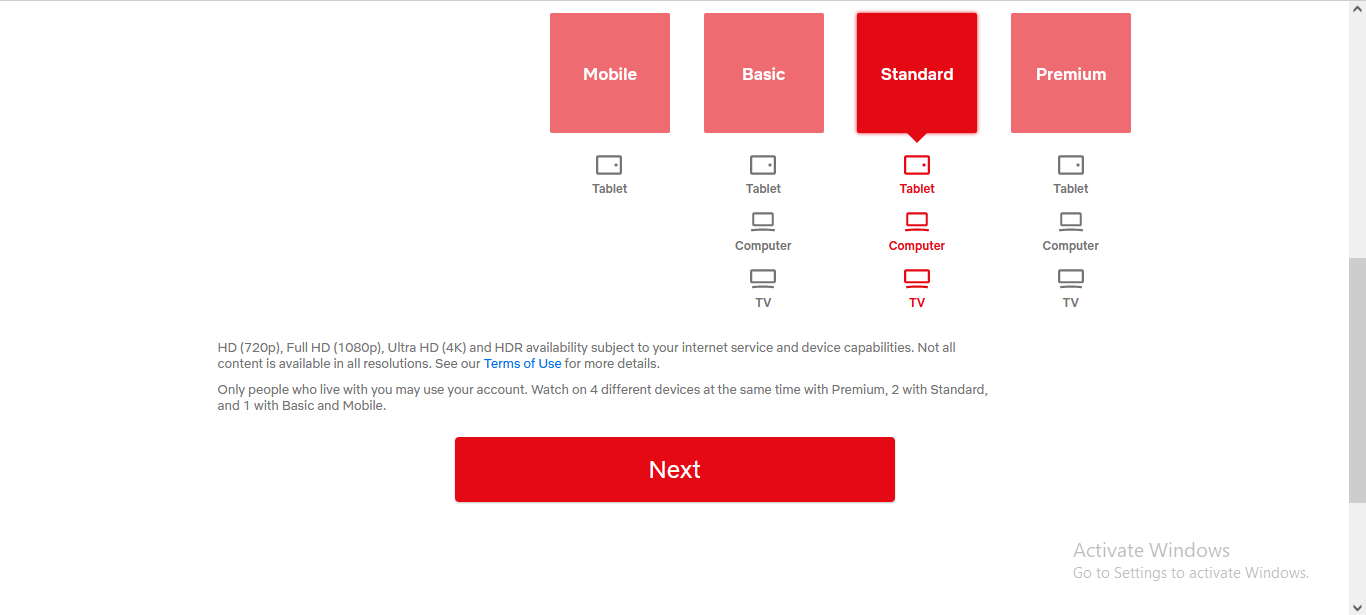 Mobile Basic Standard Premium
Tablet Tablet Tablet Tablet
Computer Computer Computer
TV TV TV
HD (720p), Full HD (1080p), Ultra HD (4K) and HDR availability subject to your internet service and device capabilities. Not all
content is available in all resolutions. See our Terms of Use for more details.
Only people who live with you may use your account. Watch on 4 different devices at the same time with Premium, 2 with Standard,
and 1 with Basic and Mobile.
Next
Activate Windows
Go to Settings to activate Windows.